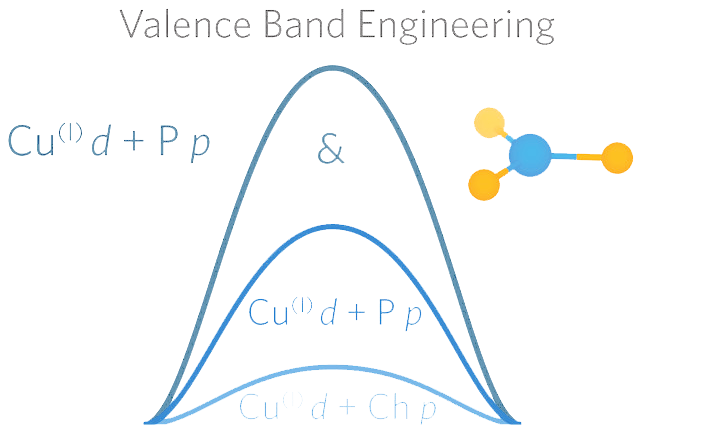 Valence Band Engineering
Cu(I) d + P p
&
Cu(I) d + P p
Cu(I) d + Ch p